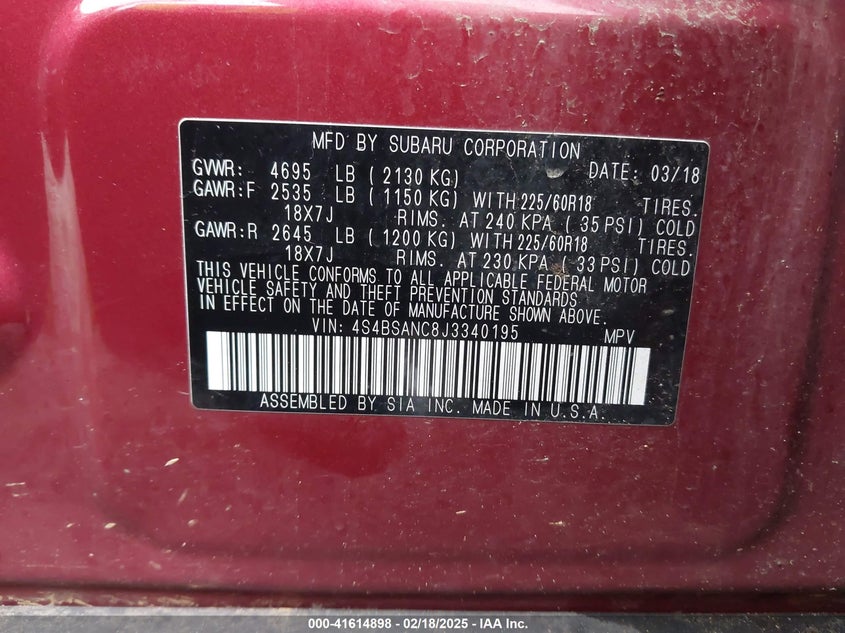 MFD BY SUBARU CORPORATION
GVWR: 4695 LB ( 2130 KG) DATE: 03/18
GAWR:F 2535 LB ( 1150 KG) WITH 225/60R18 TIRES.
18X7J RIMS. AT 240 KPA ( 35 PSI) COLD
GAWR:R 2645 LB ( 1200 KG) WITH 225/60R18 TIRES.
18X7J RIMS. AT 230 KPA ( 33 PSI) COLD
THIS VEHICLE CONFORMS TO ALL APPLICABLE FEDERAL MOTOR
VEHICLE SAFETY AND THEFT PREVENTION STANDARDS
IN EFFECT ON THE DATE OF MANUFACTURE SHOWN ABOVE.
VIN: 4S4BSANC8J3340195 MPV
ASSEMBLED BY SIA INC. MADE IN U.S.A.
000-41614898 - 02/18/2025 - IAA Inc.